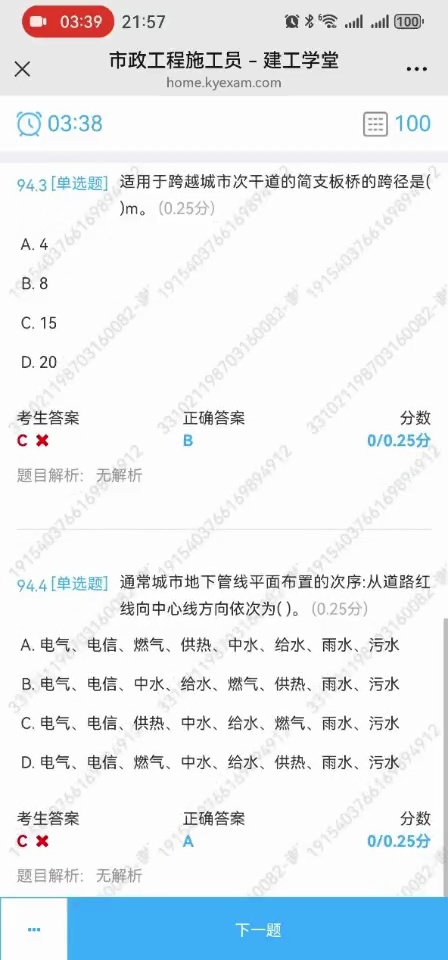 03:39 21:57 6 100
市政工程施工员 – 建工学堂
home.kyexam.com
03:38 100
94.3 [单选题] 适用于跨越城市次干道的简支板桥的跨径是(
)m。 (0.25分)
A. 4
B. 8
C. 15
D. 20
考生答案 正确答案 分数
C B 0/0.25分
题目解析: 无解析
94.4 [单选题] 通常城市地下管线平面布置的次序:从道路红
线向中心线方向依次为( )。 (0.25分)
A. 电气、电信、燃气、供热、中水、给水、雨水、污水
B. 电气、电信、中水、给水、燃气、供热、雨水、污水
C. 电气、电信、供热、中水、给水、燃气、雨水、污水
D. 电气、电信、燃气、中水、给水、供热、雨水、污水
考生答案 正确答案 分数
C A 0/0.25分
题目解析: 无解析
下一题